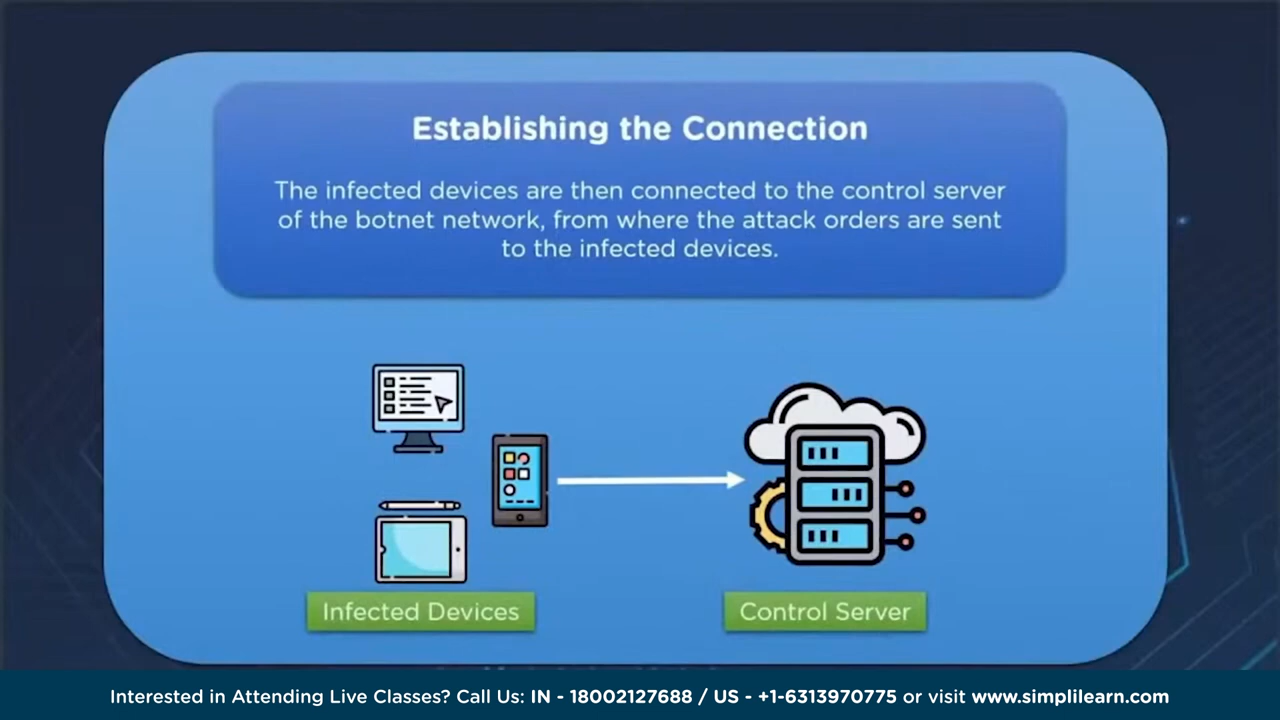 Establishing the Connection
The infected devices are then connected to the control server
of the botnet network, from where the attack orders are sent
to the infected devices.
Infected Devices
Control Server
Interested in Attending Live Classes? Call Us: IN - 18002127688 / US - +1-6313970775 or visit www.simplilearn.com